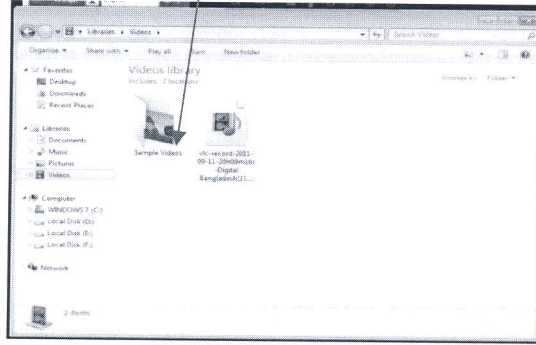 Libraries ▸ Videos ▸
Search Videos
Organize ▾ Share with ▾ Play all Burn New folder
Favorites
Desktop
Downloads
Recent Places
Libraries
Documents
Music
Pictures
Videos
Computer
WINDOWS 7 (C:)
Local Disk (D:)
Local Disk (E:)
Local Disk (F:)
Network
Videos library
Includes: 2 locations
Arrange by: Folder ▾
Sample Videos
vlc-record-2011-
-Digital
Bangladesh(1)...
2 items